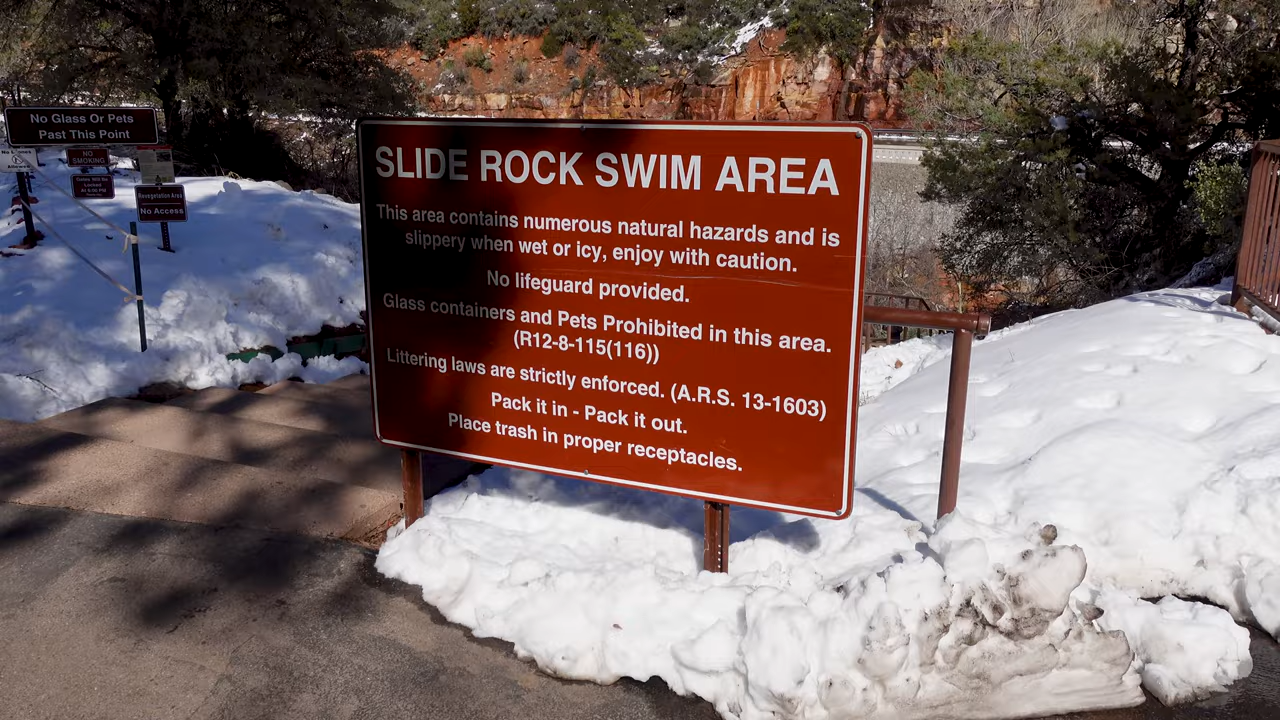 No Glass Or Pets
Past This Point
NO
SMOKING
Revegetation Area
No Access
SLIDE ROCK SWIM AREA
This area contains numerous natural hazards and is
slippery when wet or icy, enjoy with caution.
No lifeguard provided.
Glass containers and Pets Prohibited in this area.
(R12-8-115(116))
Littering laws are strictly enforced. (A.R.S. 13-1603)
Pack it in - Pack it out.
Place trash in proper receptacles.